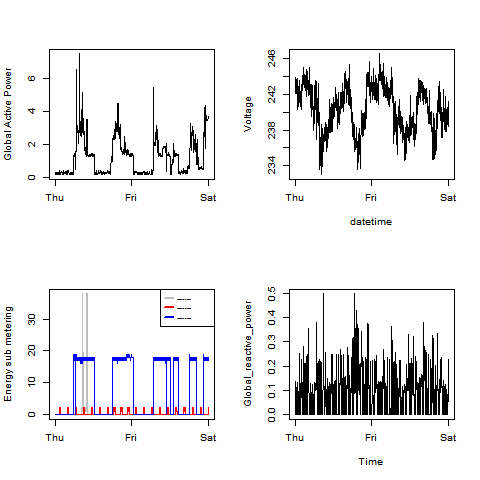 Global Active Power
0
2
4
6
Thu
Fri
Sat
Voltage
234
238
242
246
Thu
Fri
Sat
datetime
Energy sub metering
0
10
20
30
Thu
Fri
Sat
Global_reactive_power
0.0
0.1
0.2
0.3
0.4
0.5
Thu
Fri
Sat
Time